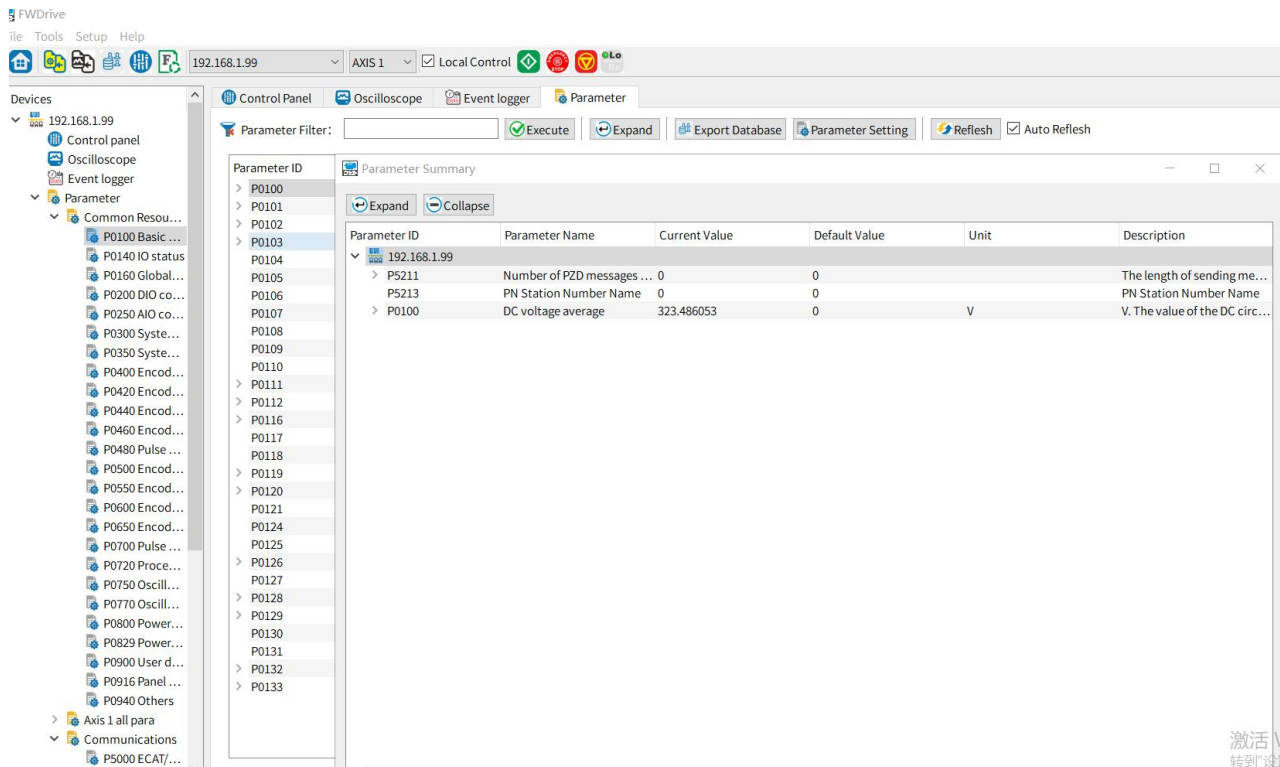 FWDrive
ile Tools Setup Help
192.168.1.99 AXIS 1 Local Control Lo
Devices
192.168.1.99
Control panel
Oscilloscope
Event logger
Parameter
Common Resou...
P0100 Basic ...
P0140 IO status
P0160 Global...
P0200 DIO co...
P0250 AIO co...
P0300 Syste...
P0350 Syste...
P0400 Encod...
P0420 Encod...
P0440 Encod...
P0460 Encod...
P0480 Pulse ...
P0500 Encod...
P0550 Encod...
P0600 Encod...
P0650 Encod...
P0700 Pulse ...
P0720 Proce...
P0750 Oscill...
P0770 Oscill...
P0800 Power...
P0829 Power...
P0900 User d...
P0916 Panel ...
P0940 Others
Axis 1 all para
Communications
P5000 ECAT/...
Control Panel Oscilloscope Event logger Parameter
Parameter Filter: Execute Expand Export Database Parameter Setting Reflesh Auto Reflesh
Parameter ID
P0100
P0101
P0102
P0103
P0104
P0105
P0106
P0107
P0108
P0109
P0110
P0111
P0112
P0116
P0117
P0118
P0119
P0120
P0121
P0124
P0125
P0126
P0127
P0128
P0129
P0130
P0131
P0132
P0133
Parameter Summary
Expand Collapse
Parameter ID Parameter Name Current Value Default Value Unit Description
192.168.1.99
P5211 Number of PZD messages ... 0 0 The length of sending me...
P5213 PN Station Number Name 0 0 PN Station Number Name
P0100 DC voltage average 323.486053 0 V V. The value of the DC circ...
激活
转到"设